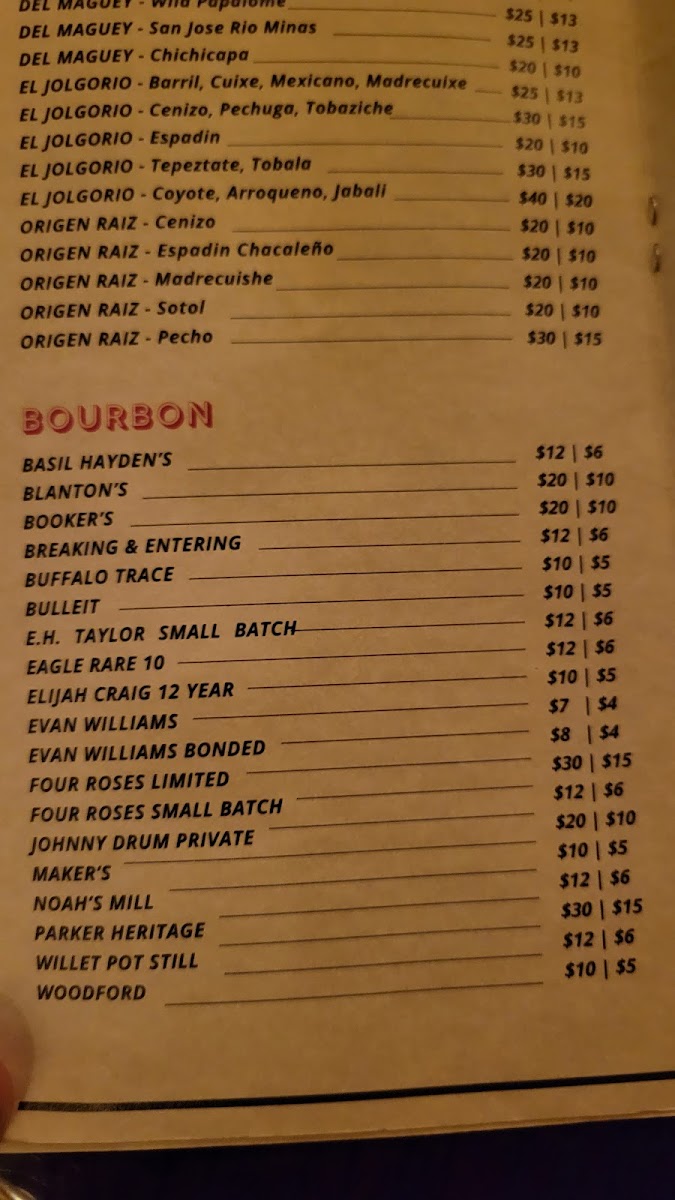 DEL MAGUEY - Wild Papalome $25 | $13
DEL MAGUEY - San Jose Rio Minas $25 | $13
DEL MAGUEY - Chichicapa $20 | $10
EL JOLGORIO - Barril, Cuixe, Mexicano, Madrecuixe $25 | $13
EL JOLGORIO - Cenizo, Pechuga, Tobaziche $30 | $15
EL JOLGORIO - Espadin $20 | $10
EL JOLGORIO - Tepeztate, Tobala $30 | $15
EL JOLGORIO - Coyote, Arroqueno, Jabali $40 | $20
ORIGEN RAIZ - Cenizo $20 | $10
ORIGEN RAIZ - Espadin Chacaleño $20 | $10
ORIGEN RAIZ - Madrecuishe $20 | $10
ORIGEN RAIZ - Sotol $20 | $10
ORIGEN RAIZ - Pecho $30 | $15
BOURBON
BASIL HAYDEN'S $12 | $6
BLANTON'S $20 | $10
BOOKER'S $20 | $10
BREAKING & ENTERING $12 | $6
BUFFALO TRACE $10 | $5
BULLEIT $10 | $5
E.H. TAYLOR SMALL BATCH $12 | $6
EAGLE RARE 10 $12 | $6
ELIJAH CRAIG 12 YEAR $10 | $5
EVAN WILLIAMS $7 | $4
EVAN WILLIAMS BONDED $8 | $4
FOUR ROSES LIMITED $30 | $15
FOUR ROSES SMALL BATCH $12 | $6
JOHNNY DRUM PRIVATE $20 | $10
MAKER'S $10 | $5
NOAH'S MILL $12 | $6
PARKER HERITAGE $30 | $15
WILLET POT STILL $12 | $6
WOODFORD $10 | $5